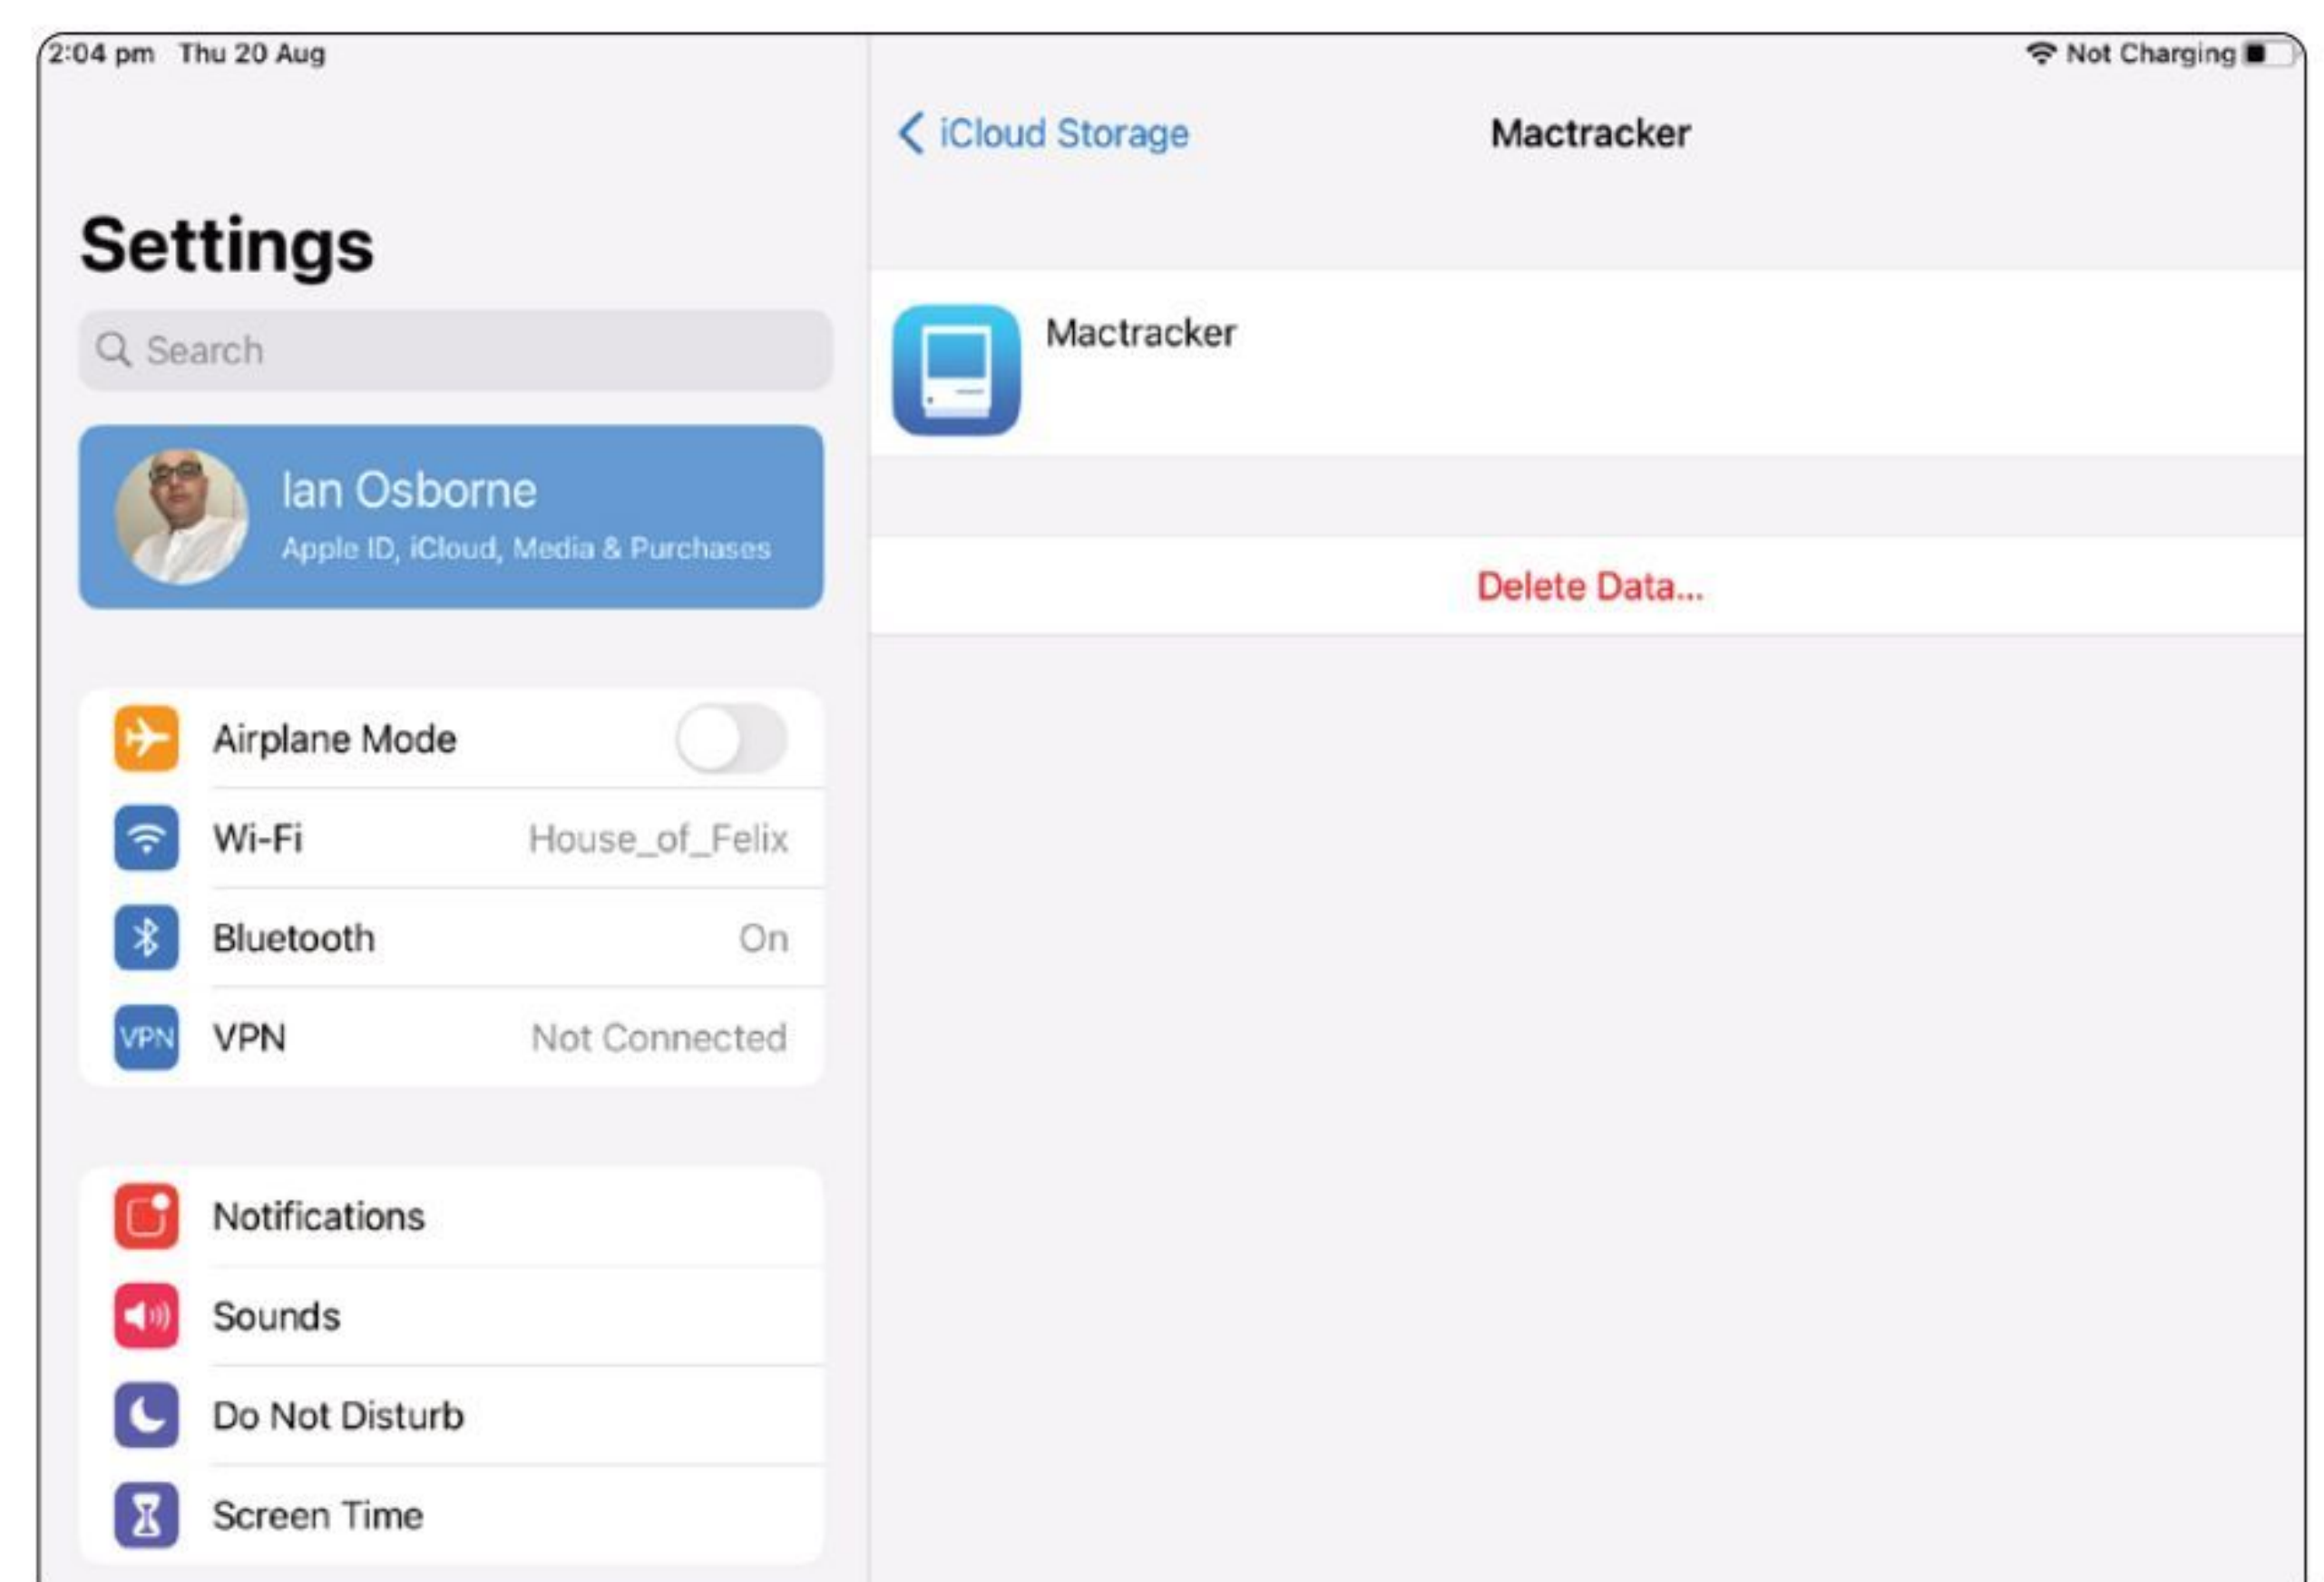 2:04 pm Thu 20 Aug
Not Charging
Settings
Search
Ian Osborne
Apple ID, iCloud, Media & Purchases
Airplane Mode
Wi-Fi House_of_Felix
Bluetooth On
VPN VPN Not Connected
Notifications
Sounds
Do Not Disturb
Screen Time
iCloud Storage Mactracker
Mactracker
Delete Data...